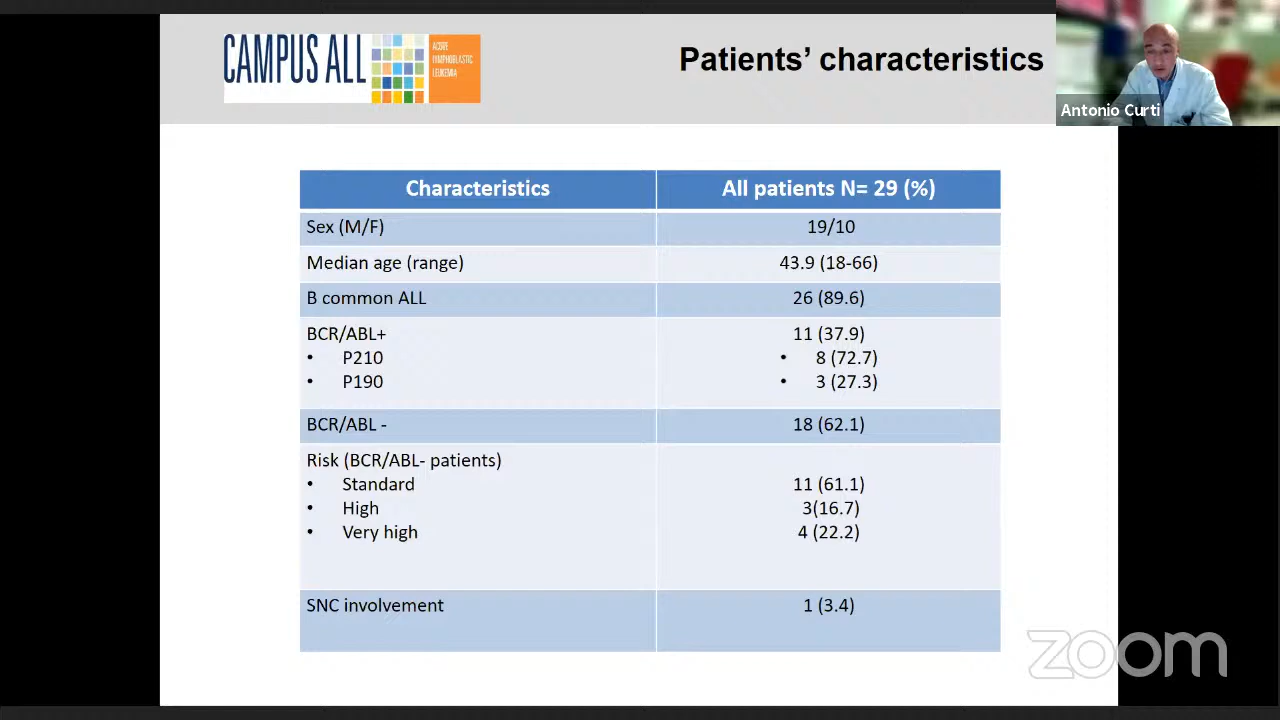 CAMPUS ALL
ACUTE
LYMPHOBLASTIC
LEUKEMIA
Patients’ characteristics
Antonio Curti
Characteristics
All patients N= 29 (%)
Sex (M/F)
19/10
Median age (range)
43.9 (18-66)
B common ALL
26 (89.6)
BCR/ABL+
11 (37.9)
• P210
• 8 (72.7)
• P190
• 3 (27.3)
BCR/ABL -
18 (62.1)
Risk (BCR/ABL- patients)
• Standard
11 (61.1)
• High
3(16.7)
• Very high
4 (22.2)
SNC involvement
1 (3.4)
zoom